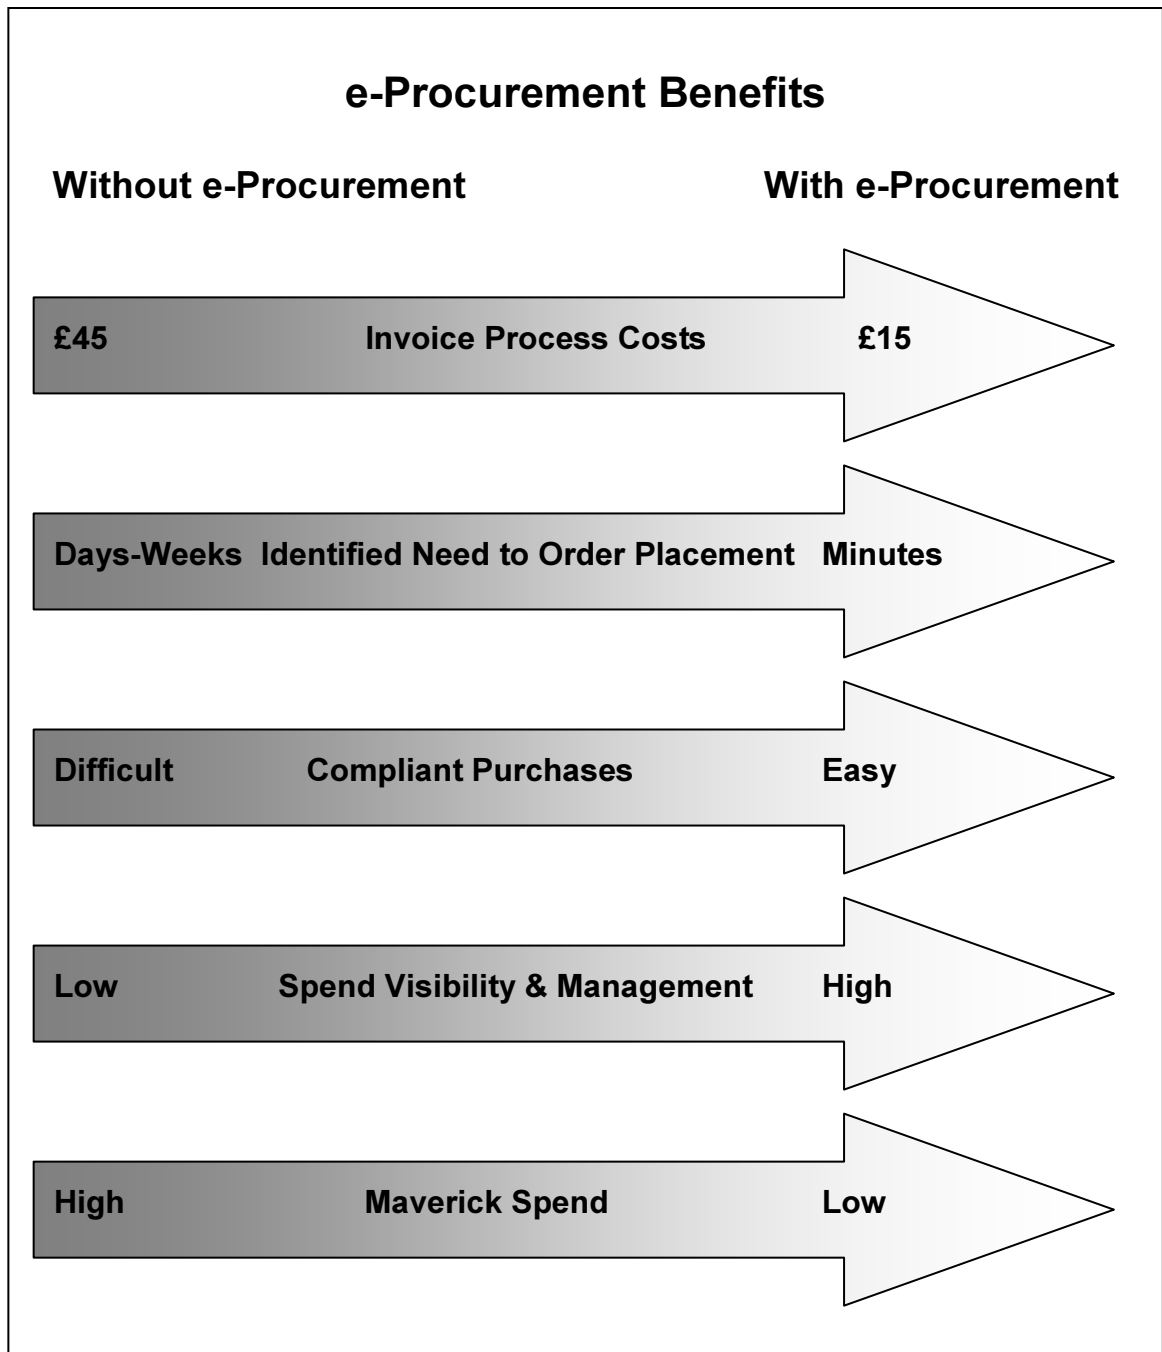 e-Procurement Benefits
Without e-Procurement With e-Procurement
£45 Invoice Process Costs £15
Days-Weeks Identified Need to Order Placement Minutes
Difficult Compliant Purchases Easy
Low Spend Visibility & Management High
High Maverick Spend Low